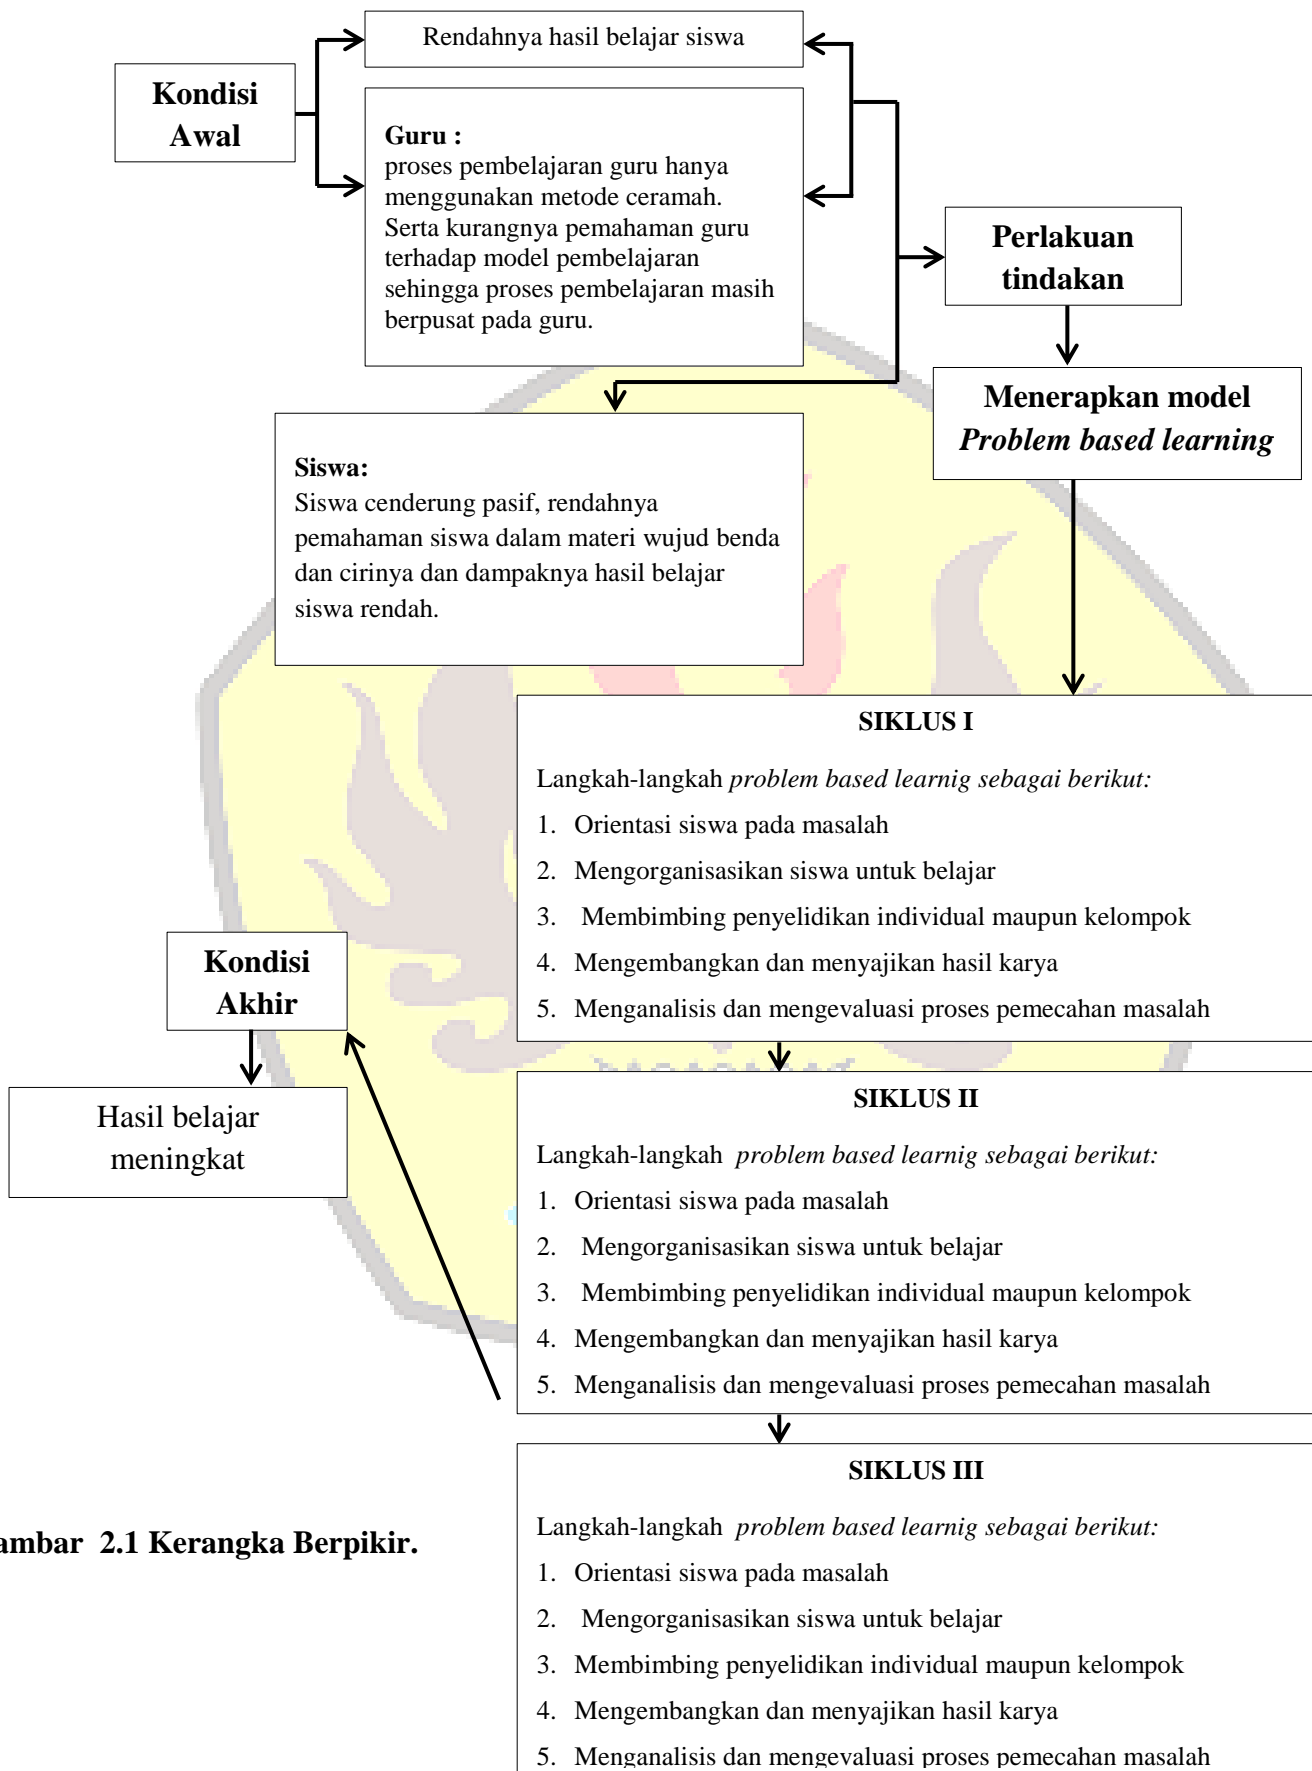 Rendahnya hasil belajar siswa
Kondisi
Awal
Guru :
proses pembelajaran guru hanya
menggunakan metode ceramah.
Serta kurangnya pemahaman guru
terhadap model pembelajaran
sehingga proses pembelajaran masih
berpusat pada guru.
Perlakuan
tindakan
Menerapkan model
Problem based learning
Siswa:
Siswa cenderung pasif, rendahnya
pemahaman siswa dalam materi wujud benda
dan cirinya dan dampaknya hasil belajar
siswa rendah.
SIKLUS I
Langkah-langkah problem based learnig sebagai berikut:
1. Orientasi siswa pada masalah
2. Mengorganisasikan siswa untuk belajar
3. Membimbing penyelidikan individual maupun kelompok
4. Mengembangkan dan menyajikan hasil karya
5. Menganalisis dan mengevaluasi proses pemecahan masalah
Kondisi
Akhir
Hasil belajar
meningkat
SIKLUS II
Langkah-langkah problem based learnig sebagai berikut:
1. Orientasi siswa pada masalah
2. Mengorganisasikan siswa untuk belajar
3. Membimbing penyelidikan individual maupun kelompok
4. Mengembangkan dan menyajikan hasil karya
5. Menganalisis dan mengevaluasi proses pemecahan masalah
SIKLUS III
Langkah-langkah problem based learnig sebagai berikut:
1. Orientasi siswa pada masalah
2. Mengorganisasikan siswa untuk belajar
3. Membimbing penyelidikan individual maupun kelompok
4. Mengembangkan dan menyajikan hasil karya
5. Menganalisis dan mengevaluasi proses pemecahan masalah
ambar 2.1 Kerangka Berpikir.